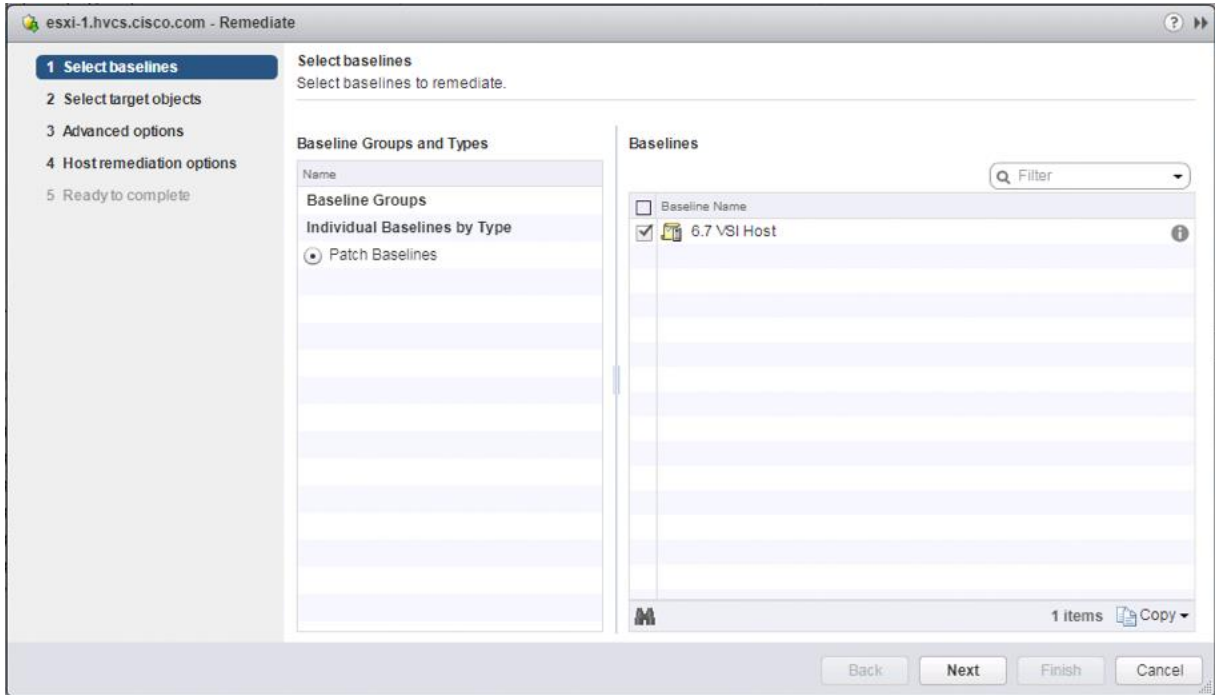 esxi-1.hvcs.cisco.com - Remediate
?
1 Select baselines
2 Select target objects
3 Advanced options
4 Host remediation options
5 Ready to complete
Select baselines
Select baselines to remediate.
Baseline Groups and Types
Name
Baseline Groups
Individual Baselines by Type
Patch Baselines
Baselines
Filter
Baseline Name
6.7 VSI Host
1 items Copy
Back Next Finish Cancel